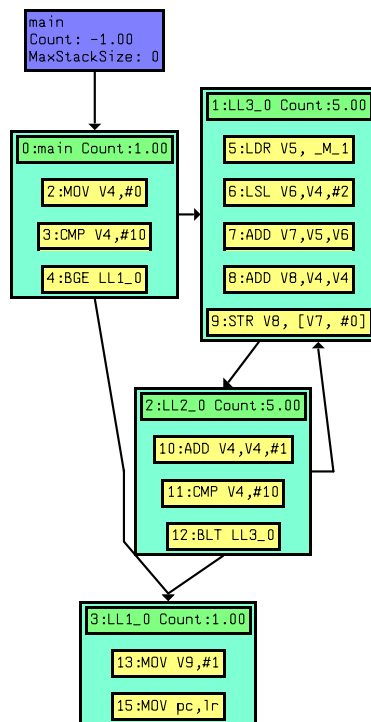 main
Count: -1.00
MaxStackSize: 0
0:main Count:1.00
2:MOV V4,#0
3:CMP V4,#10
4:BGE LL1_0
1:LL3_0 Count:5.00
5:LDR V5, _M_1
6:LSL V6,V4,#2
7:ADD V7,V5,V6
8:ADD V8,V4,V4
9:STR V8, [V7, #0]
2:LL2_0 Count:5.00
10:ADD V4,V4,#1
11:CMP V4,#10
12:BLT LL3_0
3:LL1_0 Count:1.00
13:MOV V9,#1
15:MOV pc,lr